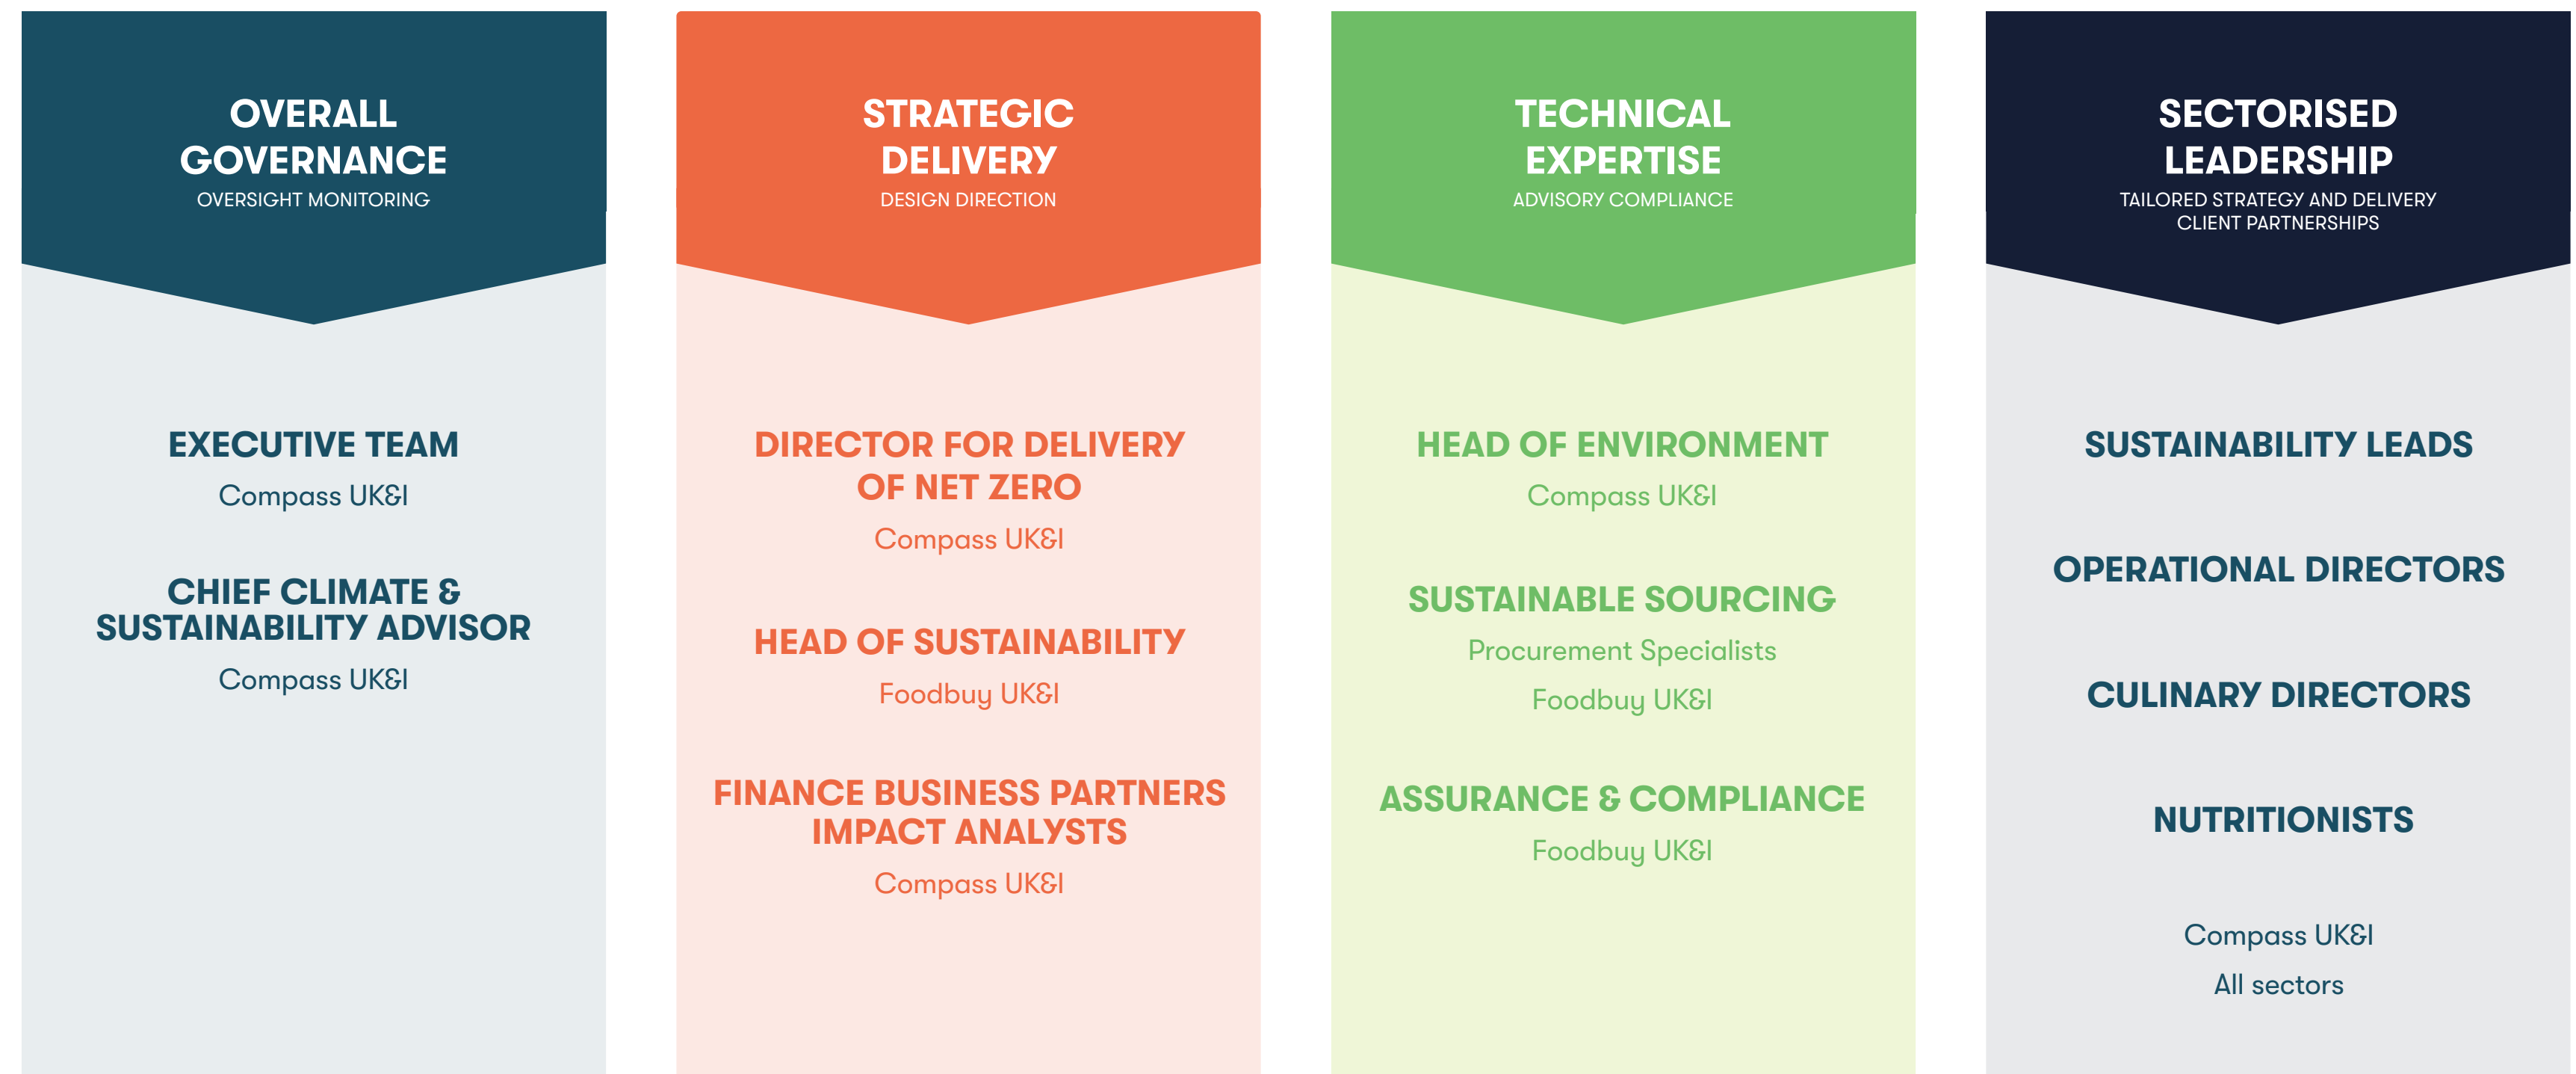 OVERALL
GOVERNANCE
OVERSIGHT MONITORING
EXECUTIVE TEAM
Compass UK&I
CHIEF CLIMATE &
SUSTAINABILITY ADVISOR
Compass UK&I
STRATEGIC
DELIVERY
DESIGN DIRECTION
DIRECTOR FOR DELIVERY
OF NET ZERO
Compass UK&I
HEAD OF SUSTAINABILITY
Foodbuy UK&I
FINANCE BUSINESS PARTNERS
IMPACT ANALYSTS
Compass UK&I
TECHNICAL
EXPERTISE
ADVISORY COMPLIANCE
HEAD OF ENVIRONMENT
Compass UK&I
SUSTAINABLE SOURCING
Procurement Specialists
Foodbuy UK&I
ASSURANCE & COMPLIANCE
Foodbuy UK&I
SECTORISED
LEADERSHIP
TAILORED STRATEGY AND DELIVERY
CLIENT PARTNERSHIPS
SUSTAINABILITY LEADS
OPERATIONAL DIRECTORS
CULINARY DIRECTORS
NUTRITIONISTS
Compass UK&I
All sectors